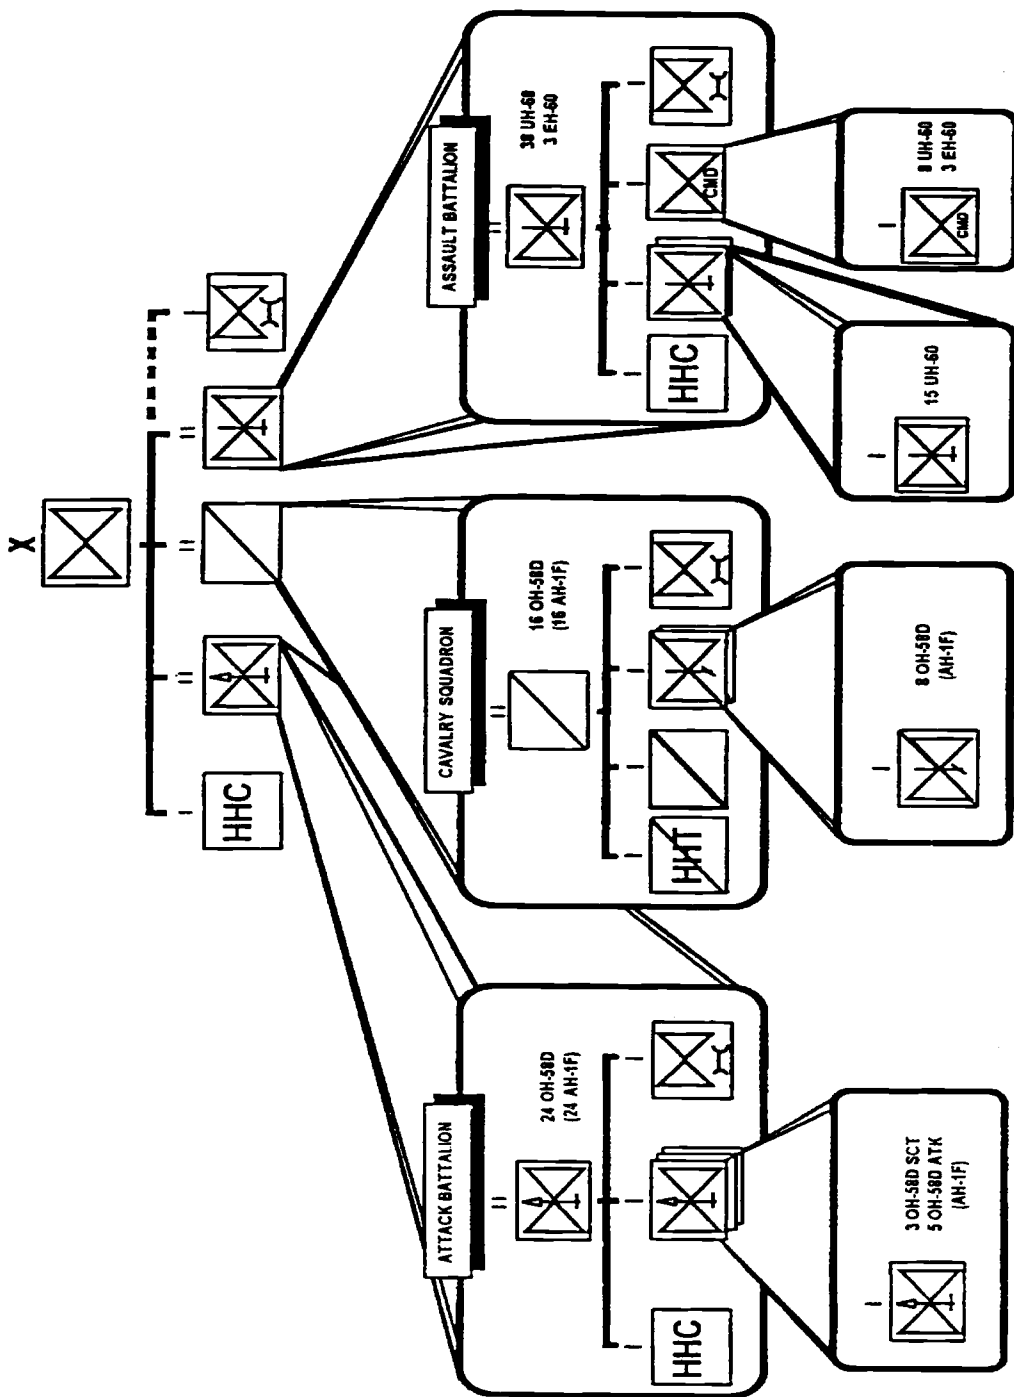 X
HHC
ATTACK BATTALION
24 OH-58D
(24 AH-1F)
HHC
3 OH-58D SCT
5 OH-58D ATK
(AH-1F)
CAVALRY SQUADRON
16 OH-58D
(16 AH-1F)
HHT
8 OH-58D
(AH-1F)
ASSAULT BATTALION
38 UH-60
3 EH-60
HHC
CMD
15 UH-60
8 UH-60
3 EH-60
CMD